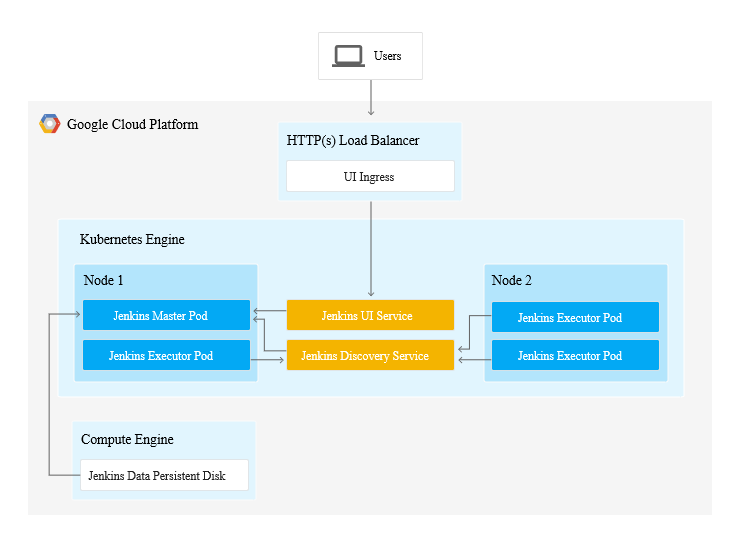 Users
Google Cloud Platform
HTTP(s) Load Balancer
UI Ingress
Kubernetes Engine
Node 1
Jenkins Master Pod
Jenkins Executor Pod
Jenkins UI Service
Jenkins Discovery Service
Node 2
Jenkins Executor Pod
Jenkins Executor Pod
Compute Engine
Jenkins Data Persistent Disk